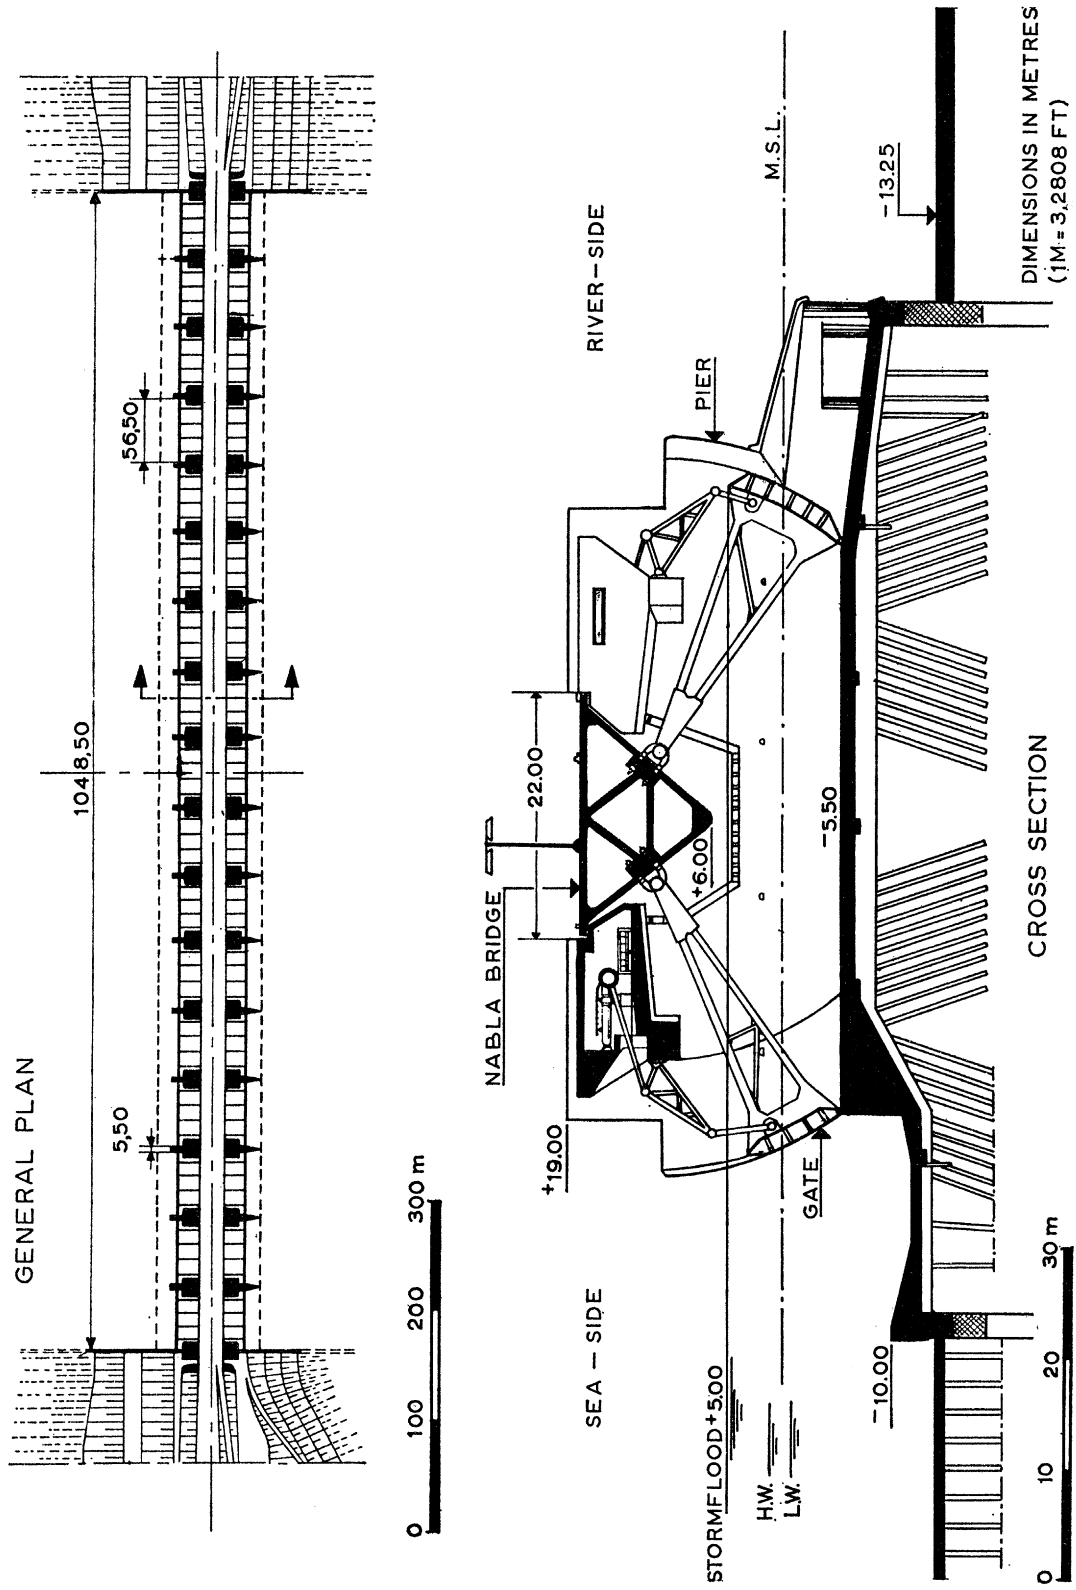 GENERAL PLAN
1048,50
56,50
5,50
0 100 200 300 m
SEA – SIDE
RIVER – SIDE
NABLA BRIDGE
22.00
+19.00
PIER
GATE
+6.00
STORMFLOOD +5.00
M.S.L.
H.W.
L.W.
-5.50
-10.00
-13.25
CROSS SECTION
0 10 20 30 m
DIMENSIONS IN METRES
(1M = 3,2808 FT)